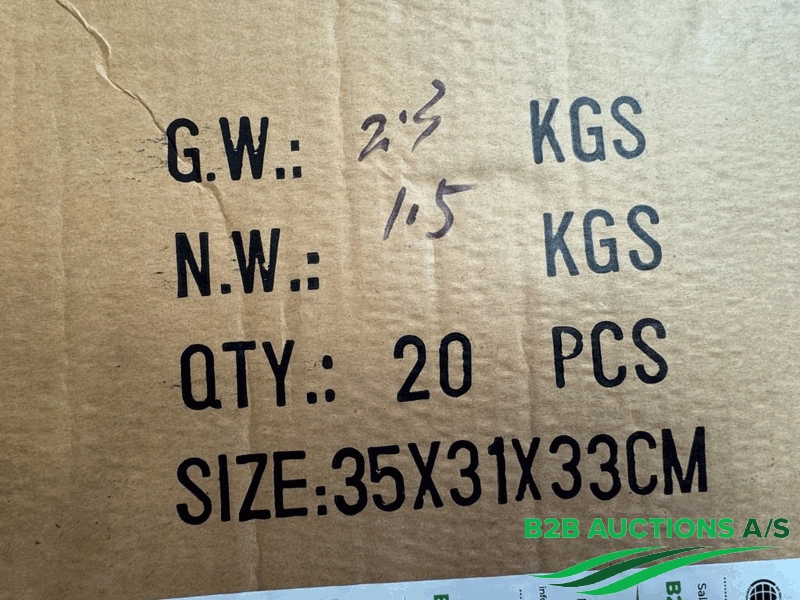 G.W.: 2.3 KGS
N.W.: 1.5 KGS
QTY.: 20 PCS
SIZE:35X31X33CM
B2B AUCTIONS A/S